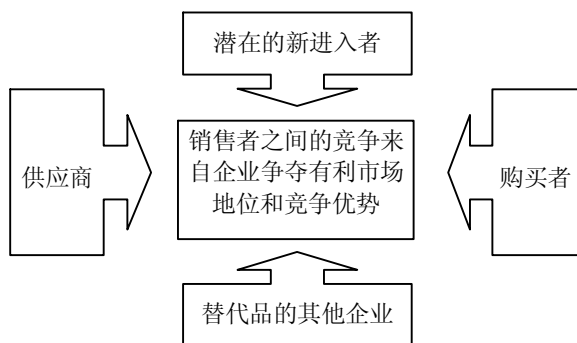 潜在的新进入者
供应商
销售者之间的竞争来
自企业争夺有利市场
地位和竞争优势
购买者
替代品的其他企业